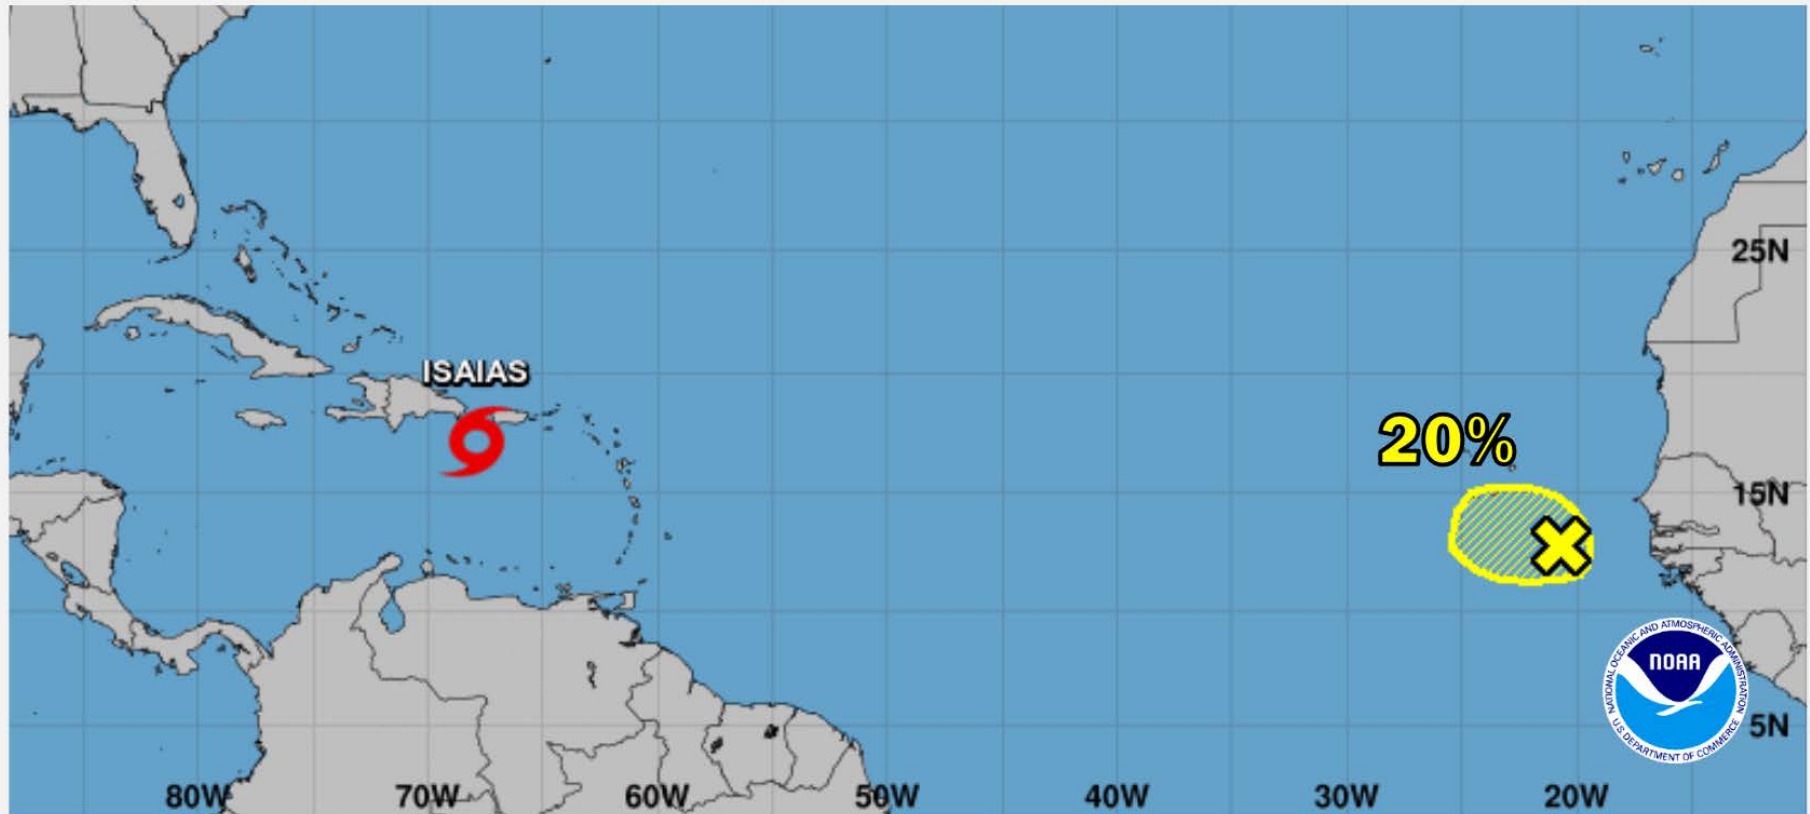 ISAIAS
25N
20%
15N
NATIONAL OCEANIC AND ATMOSPHERIC ADMINISTRATION
NOAA
U.S. DEPARTMENT OF COMMERCE
5N
80W 70W 60W 50W 40W 30W 20W